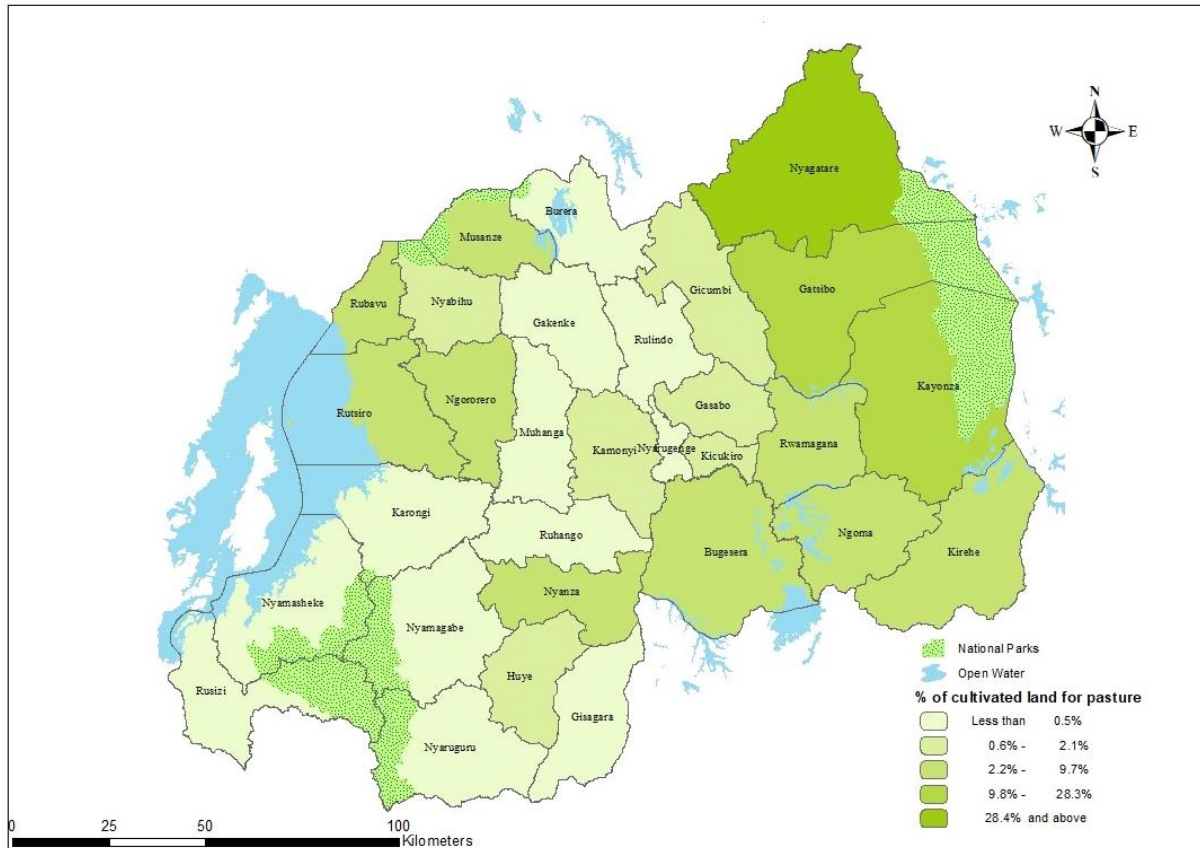 N
W E
S
Nyagatare
Burera
Musanze
Gatsibo
Gicumbi
Rubavu
Nyabihu
Gakenke
Rulindo
Kayonza
Ngororero
Gasabo
Rutsiro
Muhanga
Kamonyi
Nyarugenge
Kicukiro
Rwamagana
Karongi
Ruhango
Bugesera
Ngoma
Kirehe
Nyamasheke
Nyanza
Nyamagabe
Huye
Rusizi
Gisagara
Nyaruguru
National Parks
Open Water
% of cultivated land for pasture
Less than 0.5%
0.6% - 2.1%
2.2% - 9.7%
9.8% - 28.3%
28.4% and above
0 25 50 100
Kilometers